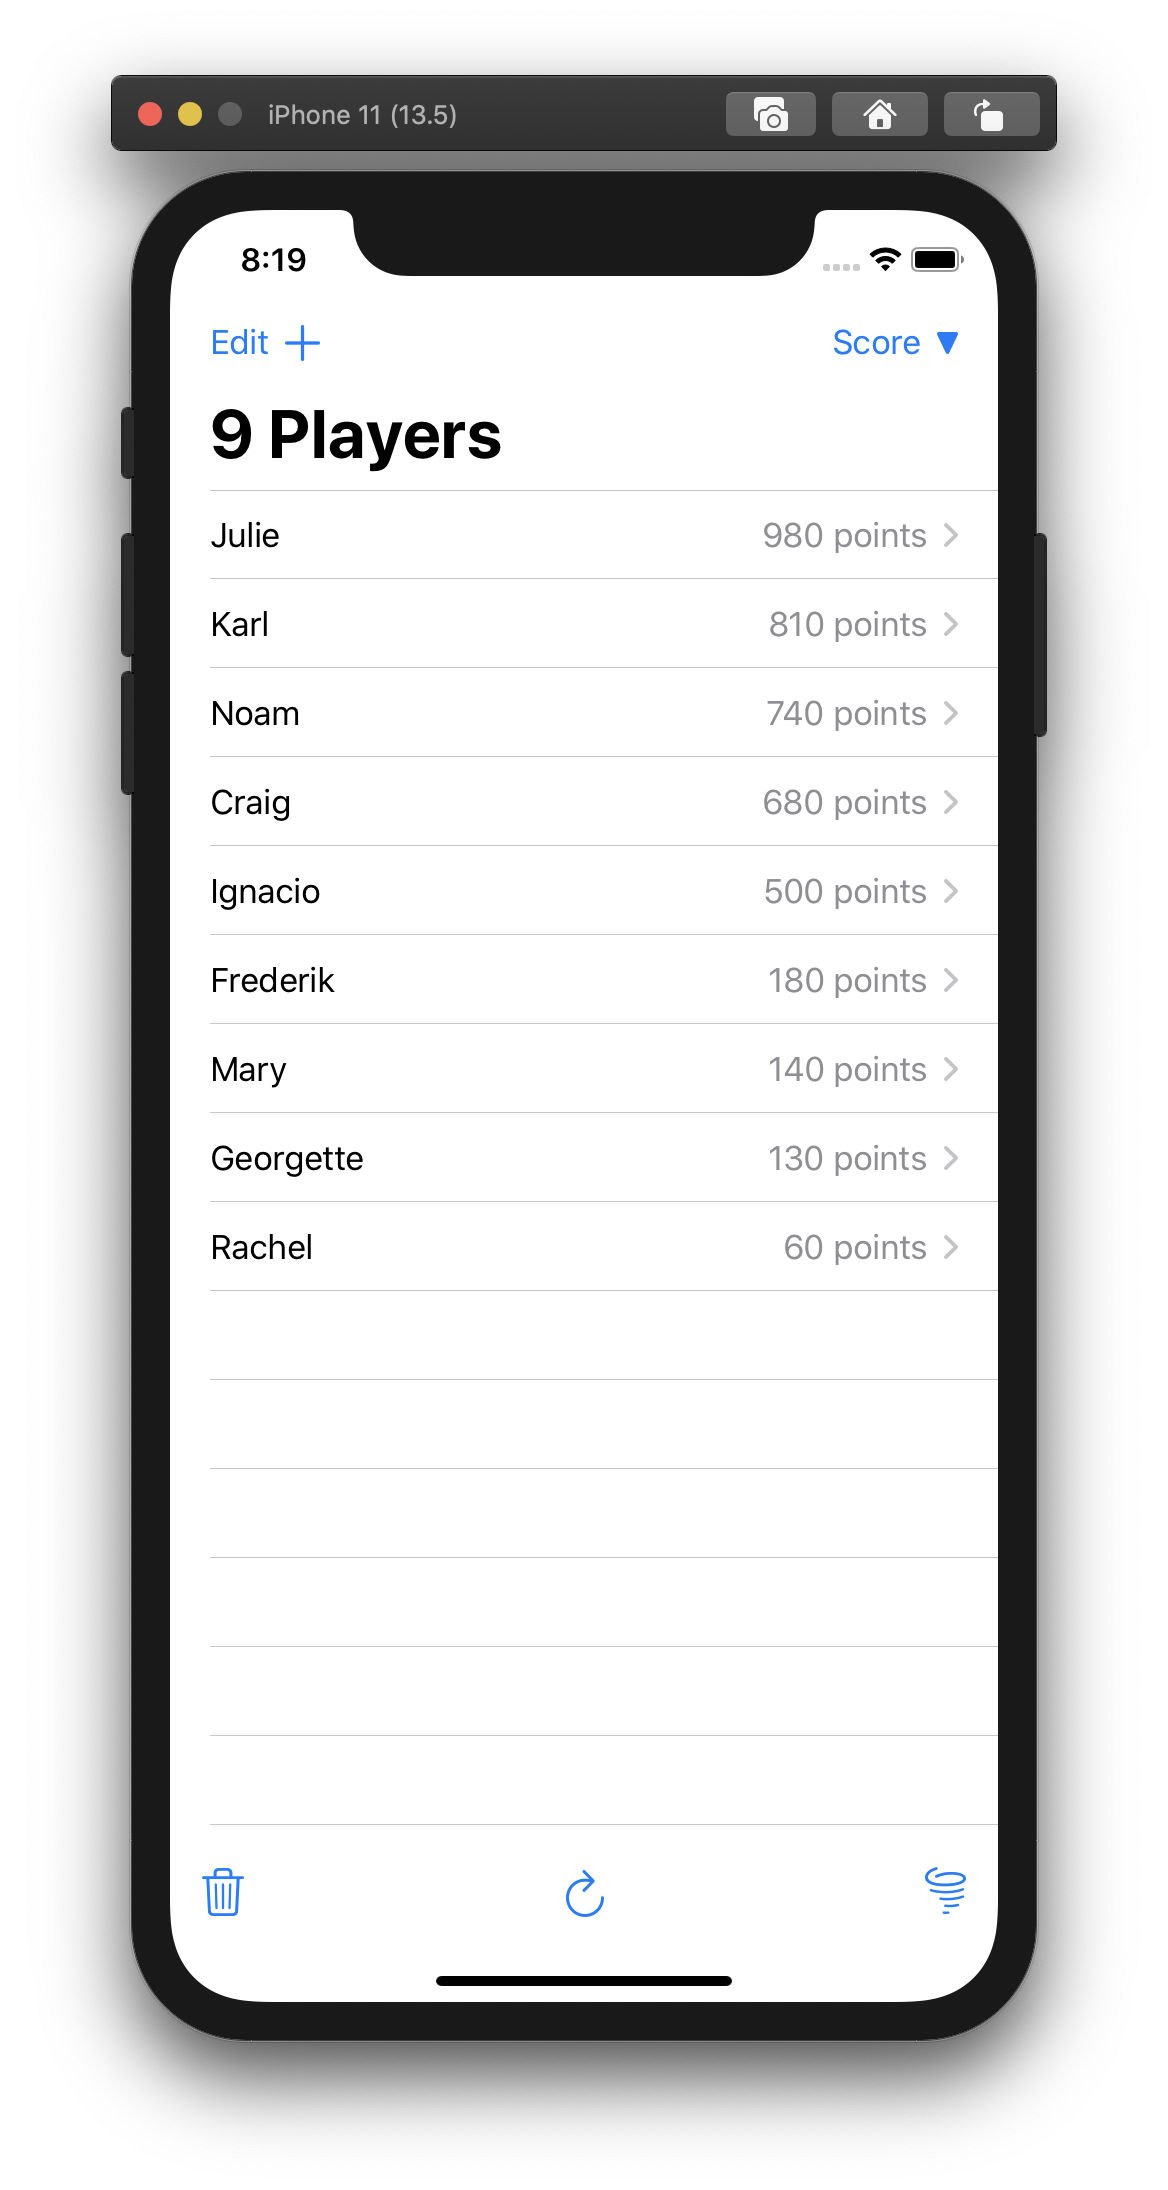 iPhone 11 (13.5)
8:19
Edit + Score ▼
9 Players
Julie 980 points
Karl 810 points
Noam 740 points
Craig 680 points
Ignacio 500 points
Frederik 180 points
Mary 140 points
Georgette 130 points
Rachel 60 points